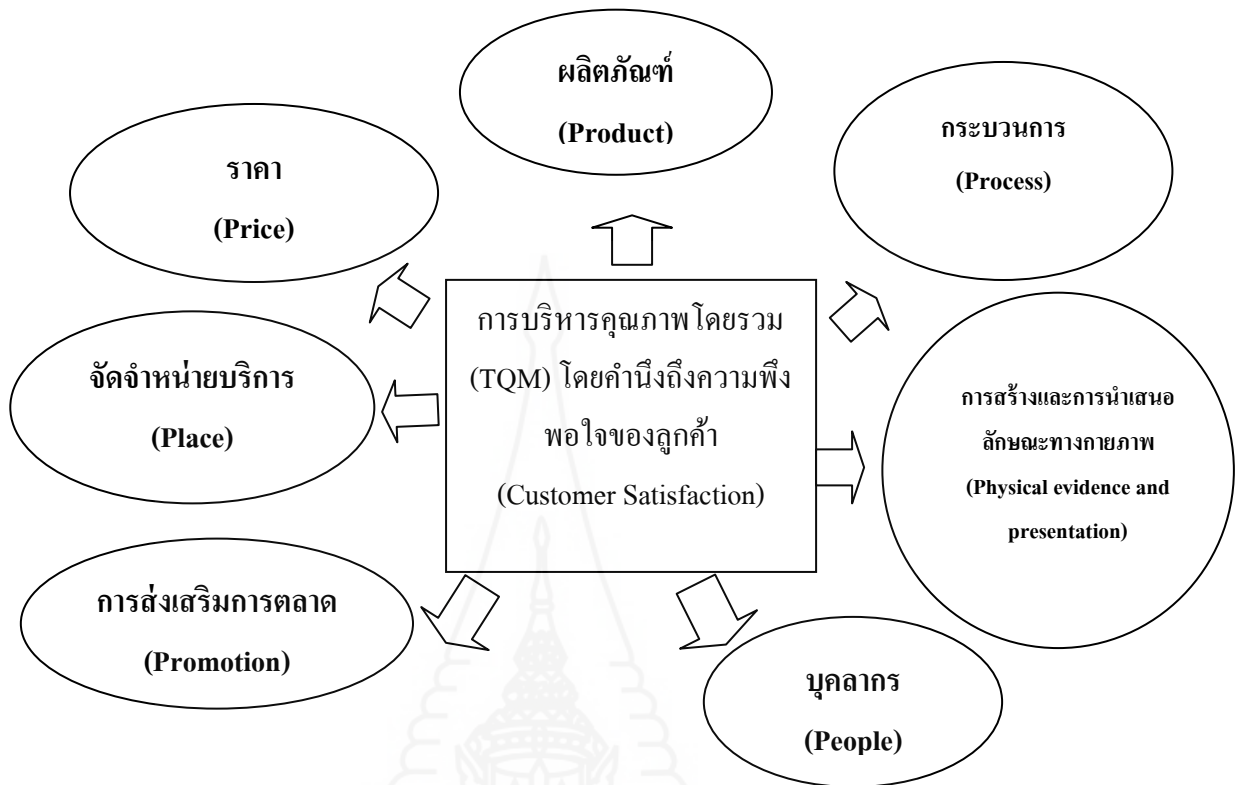 ผลิตภัณฑ์
(Product)
กระบวนการ
(Process)
ราคา
(Price)
การบริหารคุณภาพโดยรวม
(TQM) โดยคำนึงถึงความพึง
พอใจของลูกค้า
(Customer Satisfaction)
จัดจำหน่ายบริการ
(Place)
การสร้างและการนำเสนอ
ลักษณะทางกายภาพ
(Physical evidence and
presentation)
การส่งเสริมการตลาด
(Promotion)
บุคลากร
(People)